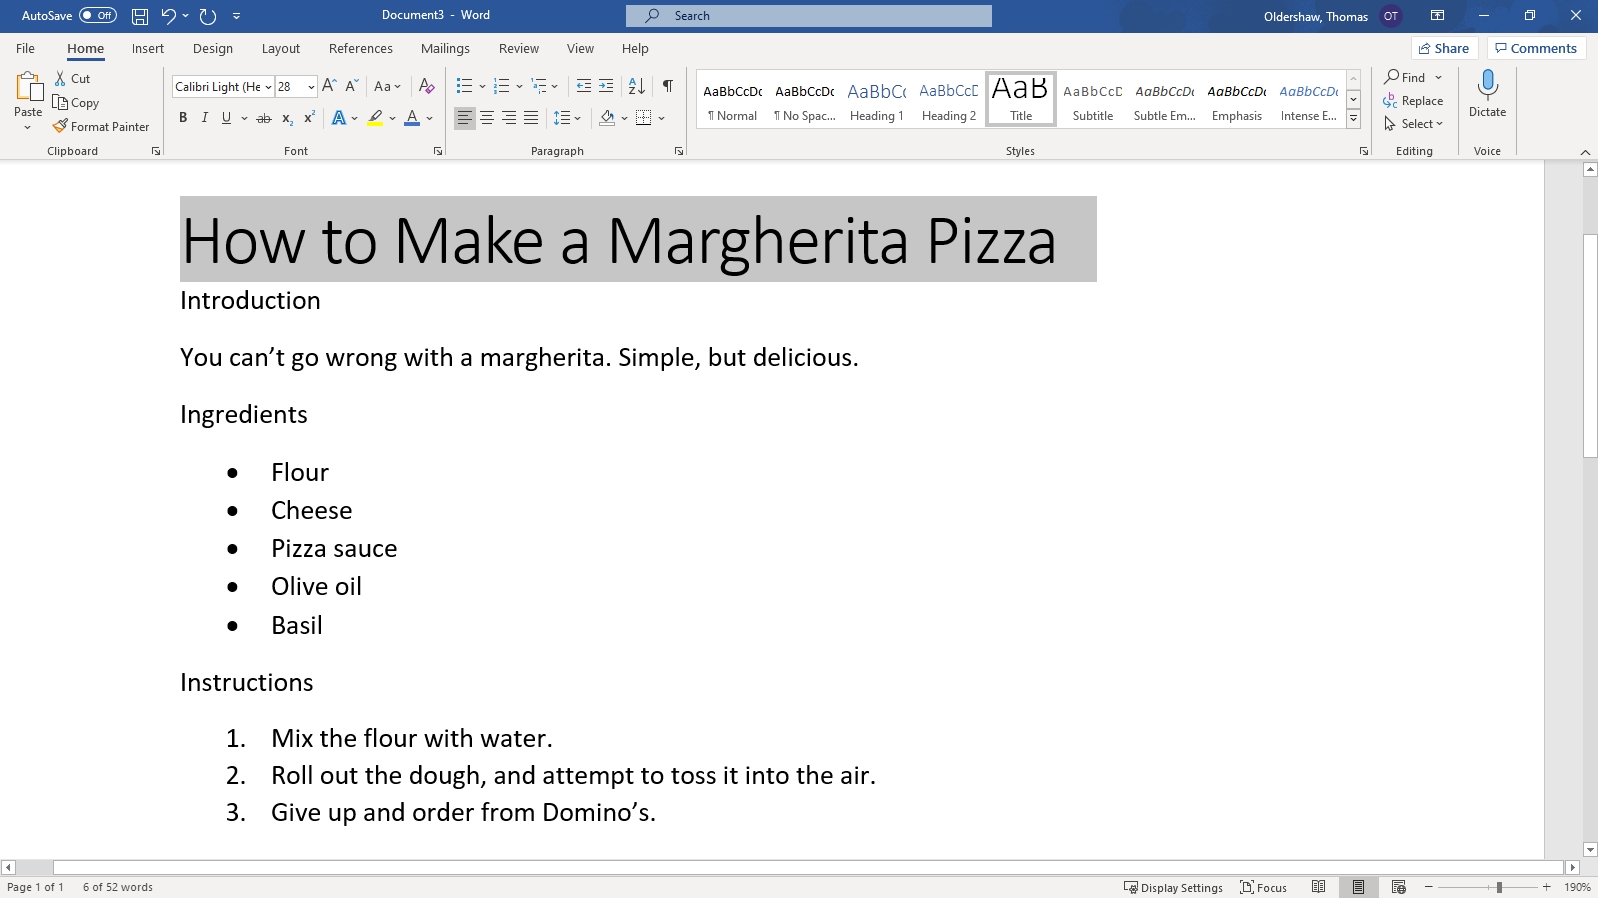 AutoSave Off Document3 - Word Search Oldershaw, Thomas OT
File Home Insert Design Layout References Mailings Review View Help Share Comments
Paste Cut Copy Format Painter
Clipboard
Calibri Light (He 28 Aa
B I U ab x₂ x² A A
Font
Paragraph
AaBbCcDc AaBbCcDc AaBbCc AaBbCcD AaB AaBbCcD AaBbCcDc AaBbCcDc AaBbCcDc
¶ Normal ¶ No Spac... Heading 1 Heading 2 Title Subtitle Subtle Em... Emphasis Intense E...
Styles
Find
Replace
Select
Editing
Dictate
Voice
How to Make a Margherita Pizza
Introduction
You can’t go wrong with a margherita. Simple, but delicious.
Ingredients
• Flour
• Cheese
• Pizza sauce
• Olive oil
• Basil
Instructions
1. Mix the flour with water.
2. Roll out the dough, and attempt to toss it into the air.
3. Give up and order from Domino’s.
Page 1 of 1 6 of 52 words Display Settings Focus 190%